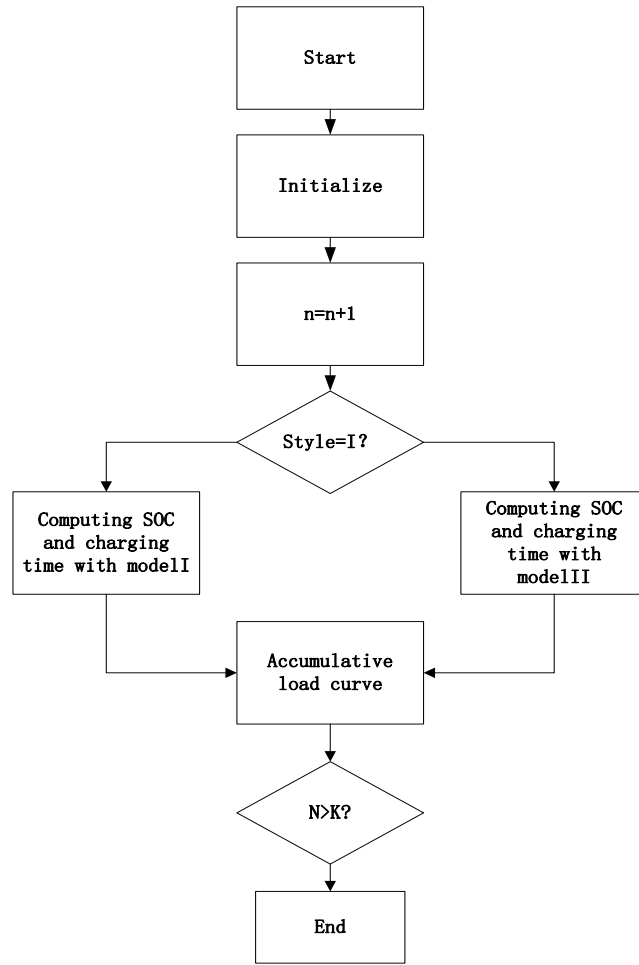 Start
Initialize
n=n+1
Style=I?
Computing SOC
and charging
time with modelI
Computing SOC
and charging
time with
modelII
Accumulative
load curve
N>K?
End